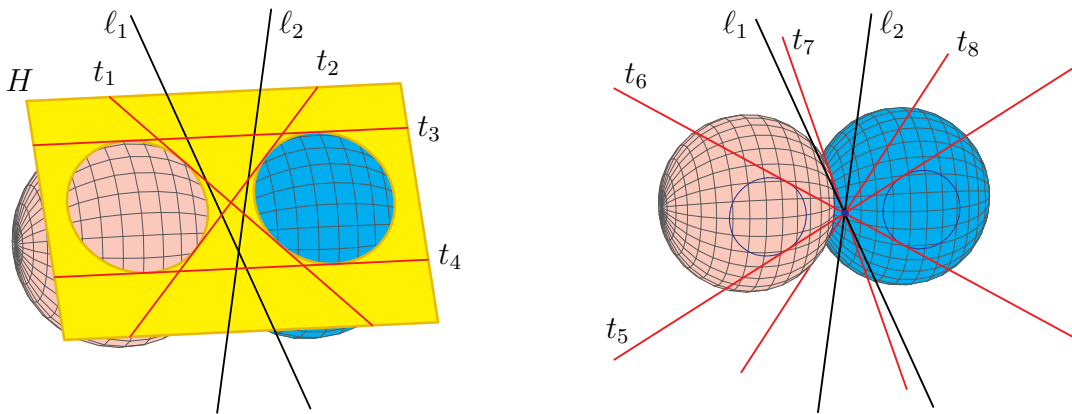 ℓ₁ ℓ₂
H t₁ t₂
t₃
t₄
ℓ₁ t₇ ℓ₂ t₈
t₆
t₅